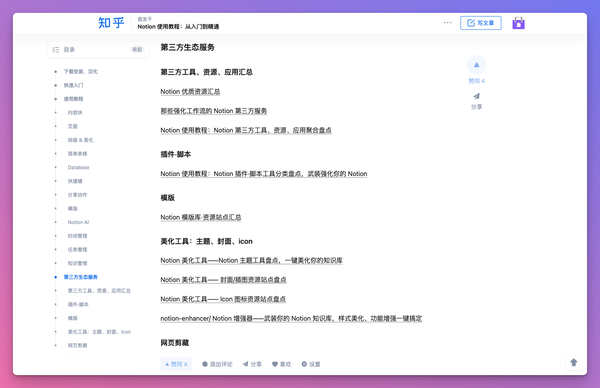 知乎
首发于
Notion 使用教程：从入门到精通
写文章
目录
收起
下载安装、汉化
快速入门
使用教程
内容块
页面
排版 & 美化
简单表格
Database
快捷键
分享协作
模版
Notion AI
时间管理
任务管理
知识管理
第三方生态服务
第三方工具、资源、应用汇总
插件-脚本
模版
美化工具：主题、封面、icon
网页剪藏
第三方生态服务
第三方工具、资源、应用汇总
Notion 优质资源汇总
那些强化工作流的 Notion 第三方服务
Notion 使用教程：Notion 第三方工具、资源、应用聚合盘点
插件-脚本
Notion 使用教程：Notion 插件-脚本工具分类盘点，武装强化你的 Notion
模版
Notion 模版库·资源站点汇总
美化工具：主题、封面、icon
Notion 美化工具——Notion 主题工具盘点，一键美化你的知识库
Notion 美化工具—— 封面/插图资源站点盘点
Notion 美化工具—— Icon 图标资源站点盘点
notion-enhancer/ Notion 增强器——武装你的 Notion 知识库，样式美化、功能增强一键搞定
网页剪藏
赞同 4
分享
赞同 4
添加评论
分享
喜欢
设置